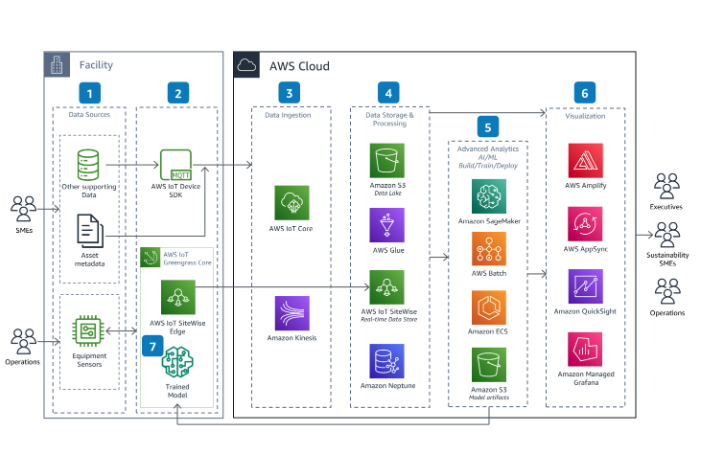 Facility
AWS Cloud
1
2
3
4
5
6
Data Sources
Data Ingestion
Data Storage &
Processing
Advanced Analytics
AI/ML
Build/Train/Deploy
Visualization
Other supporting
Data
MQTT
AWS IoT Device
SDK
Amazon S3
Data Lake
Amazon SageMaker
AWS Amplify
SMEs
Asset
metadata
AWS IoT Core
AWS Glue
AWS Batch
AWS AppSync
Executives
Sustainability
SMEs
AWS IoT
Greengrass Core
AWS IoT SiteWise
Edge
AWS IoT SiteWise
Real-time Data Store
Amazon ECS
Amazon QuickSight
Operations
Operations
Equipment
Sensors
Amazon Kinesis
7
Trained
Model
Amazon Neptune
Amazon S3
Model artifacts
Amazon Managed
Grafana